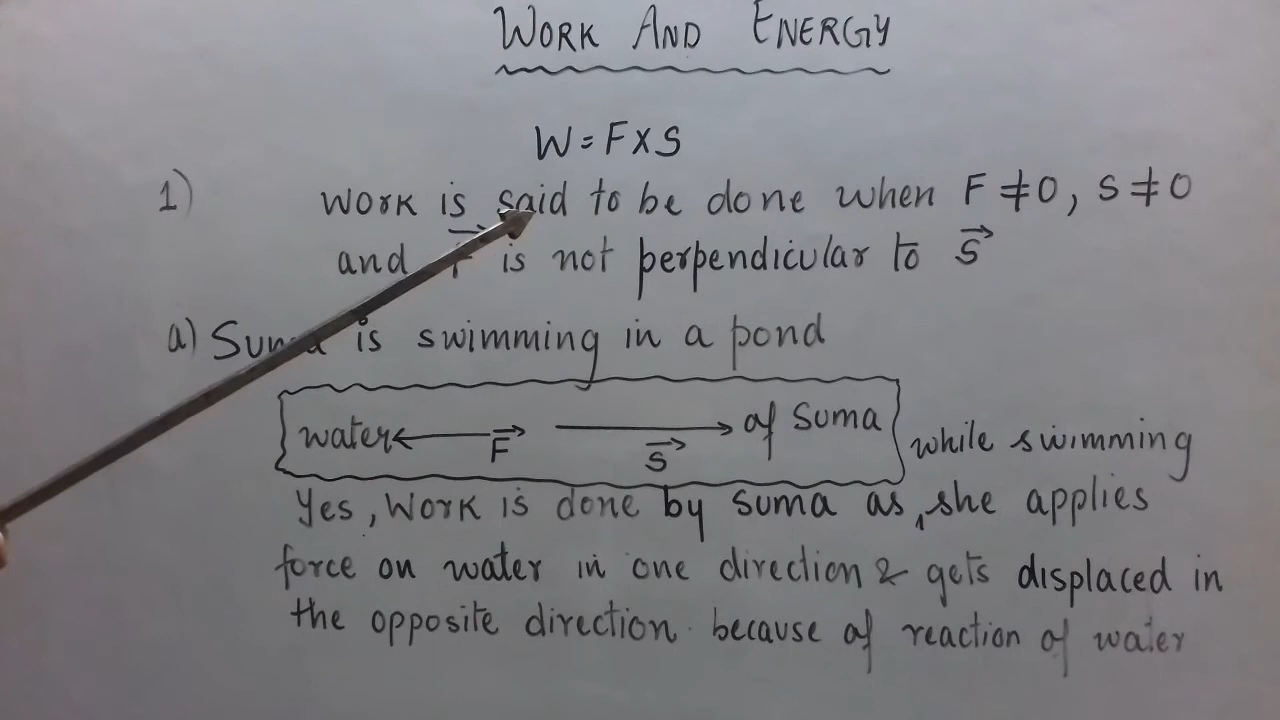 WORK AND ENERGY
W = F X S
1) Work is said to be done when F ≠ 0, S ≠ 0
and is not perpendicular to S⃗
a) Suma is swimming in a pond
water ← F⃗ → S⃗ of Suma
while swimming
Yes, Work is done by Suma as, she applies
force on water in one direction & gets displaced in
the opposite direction. because of reaction of water